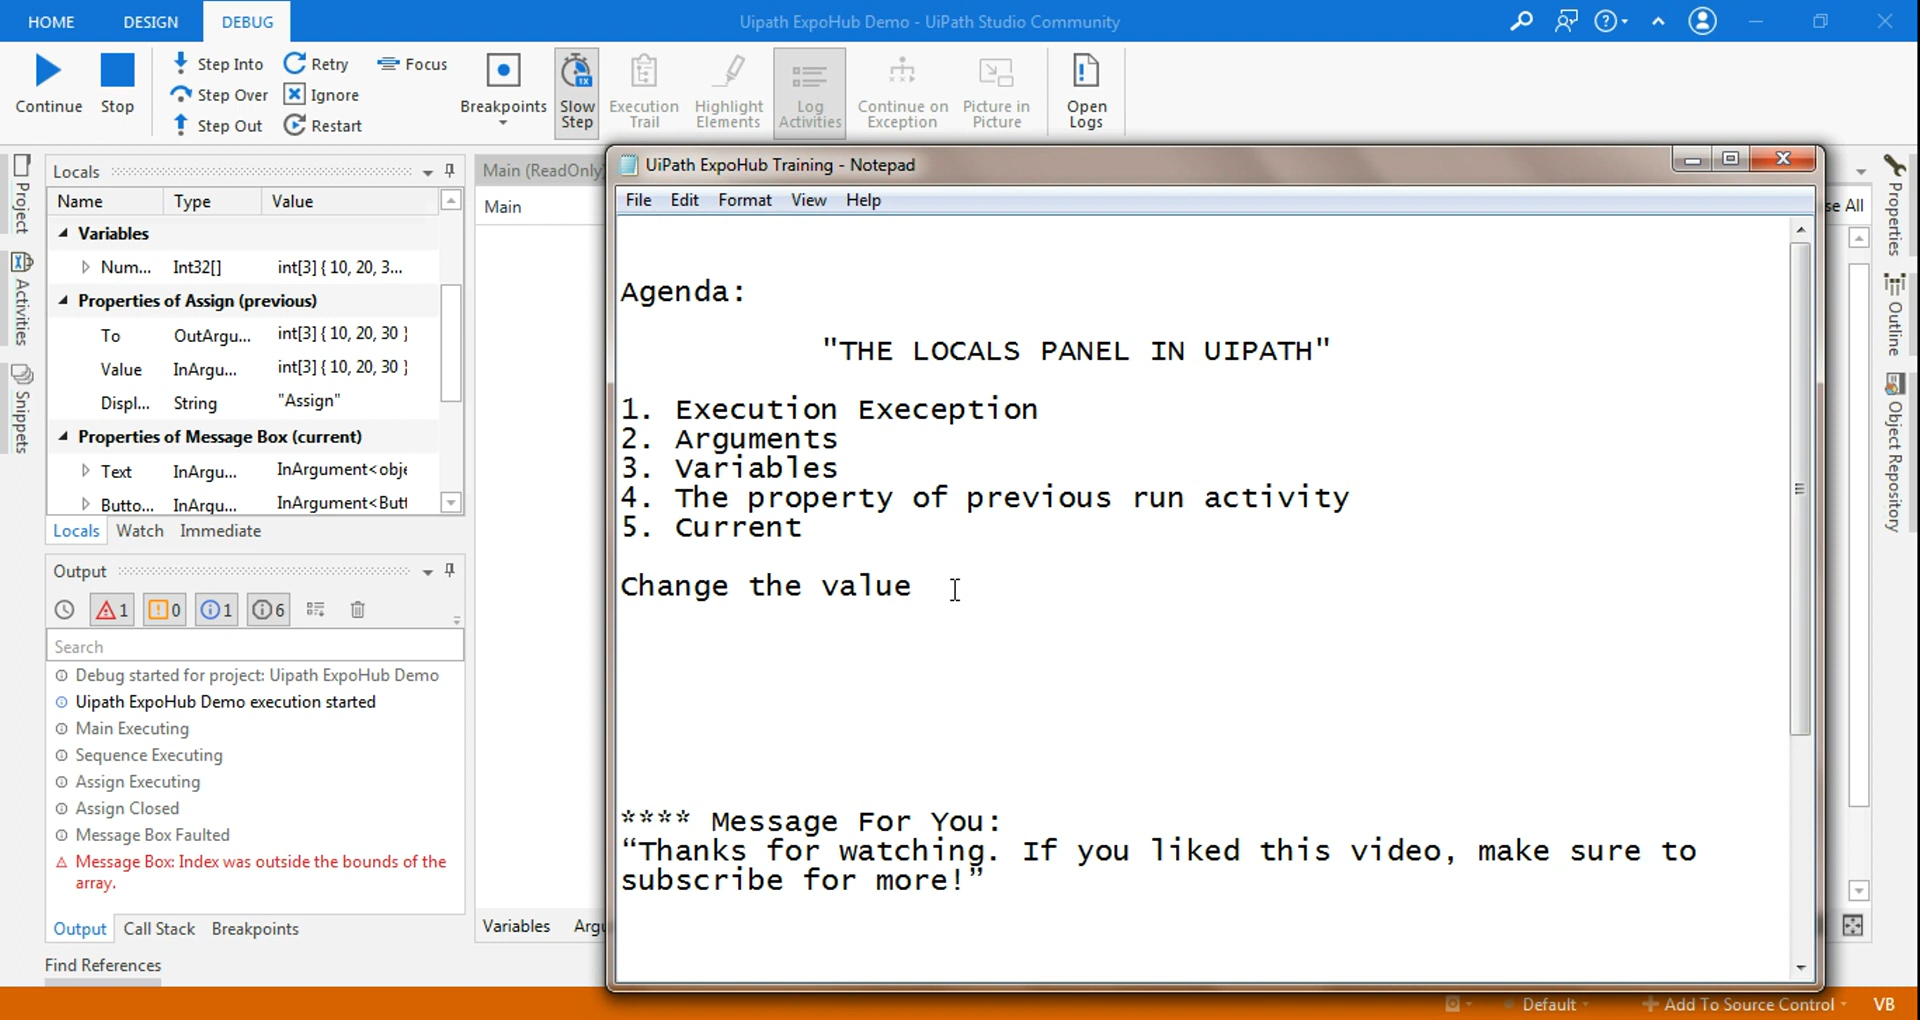 HOME DESIGN DEBUG Uipath ExpoHub Demo - UiPath Studio Community
Continue Stop
Step Into Retry Focus
Step Over Ignore
Step Out Restart
Breakpoints
Slow Step
Execution Trail
Highlight Elements
Log Activities
Continue on Exception
Picture in Picture
Open Logs
Project
Activities
Snippets
Locals
Name Type Value
Variables
Num... Int32[] int[3] { 10, 20, 3...
Properties of Assign (previous)
To OutArgu... int[3] { 10, 20, 30 }
Value InArgu... int[3] { 10, 20, 30 }
Displ... String "Assign"
Properties of Message Box (current)
Text InArgu... InArgument<obje
Butto... InArgu... InArgument<Butt
Locals Watch Immediate
Output
1 0 1 6
Search
Debug started for project: Uipath ExpoHub Demo
Uipath ExpoHub Demo execution started
Main Executing
Sequence Executing
Assign Executing
Assign Closed
Message Box Faulted
Message Box: Index was outside the bounds of the
array.
Output Call Stack Breakpoints
Find References
Main (ReadOnly)
Main
Variables Argu
UiPath ExpoHub Training - Notepad
File Edit Format View Help
Agenda:
"THE LOCALS PANEL IN UIPATH"
1. Execution Exeception
2. Arguments
3. Variables
4. The property of previous run activity
5. Current
Change the value
**** Message For You:
“Thanks for watching. If you liked this video, make sure to
subscribe for more!”
se All
Properties
Outline
Object Repository
Default Add To Source Control VB